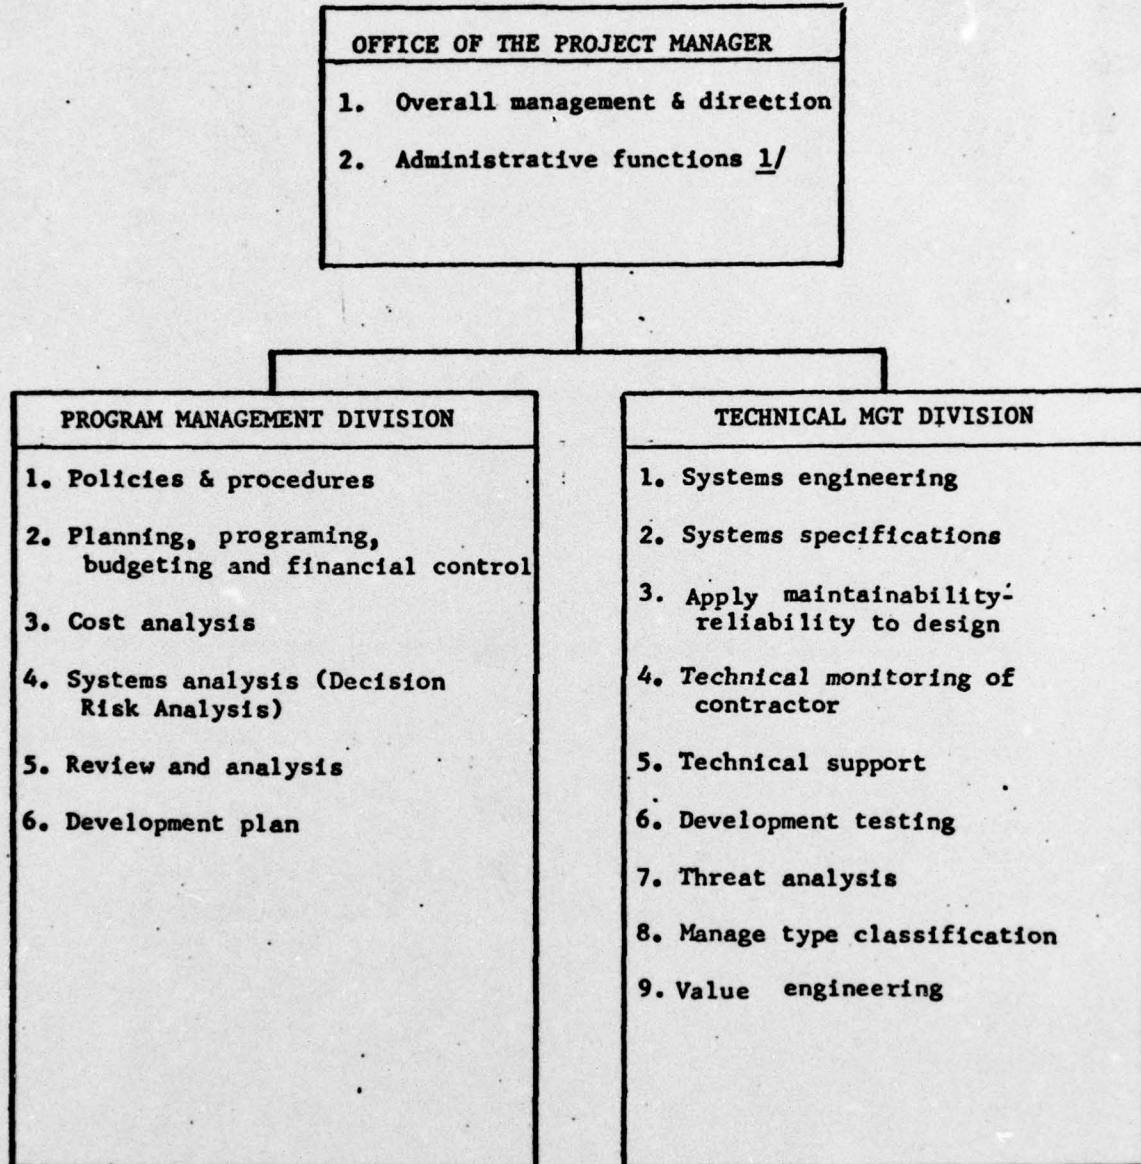 OFFICE OF THE PROJECT MANAGER
1. Overall management & direction
2. Administrative functions 1/
PROGRAM MANAGEMENT DIVISION
1. Policies & procedures
2. Planning, programing,
budgeting and financial control
3. Cost analysis
4. Systems analysis (Decision
Risk Analysis)
5. Review and analysis
6. Development plan
TECHNICAL MGT DIVISION
1. Systems engineering
2. Systems specifications
3. Apply maintainability-
reliability to design
4. Technical monitoring of
contractor
5. Technical support
6. Development testing
7. Threat analysis
8. Manage type classification
9. Value engineering